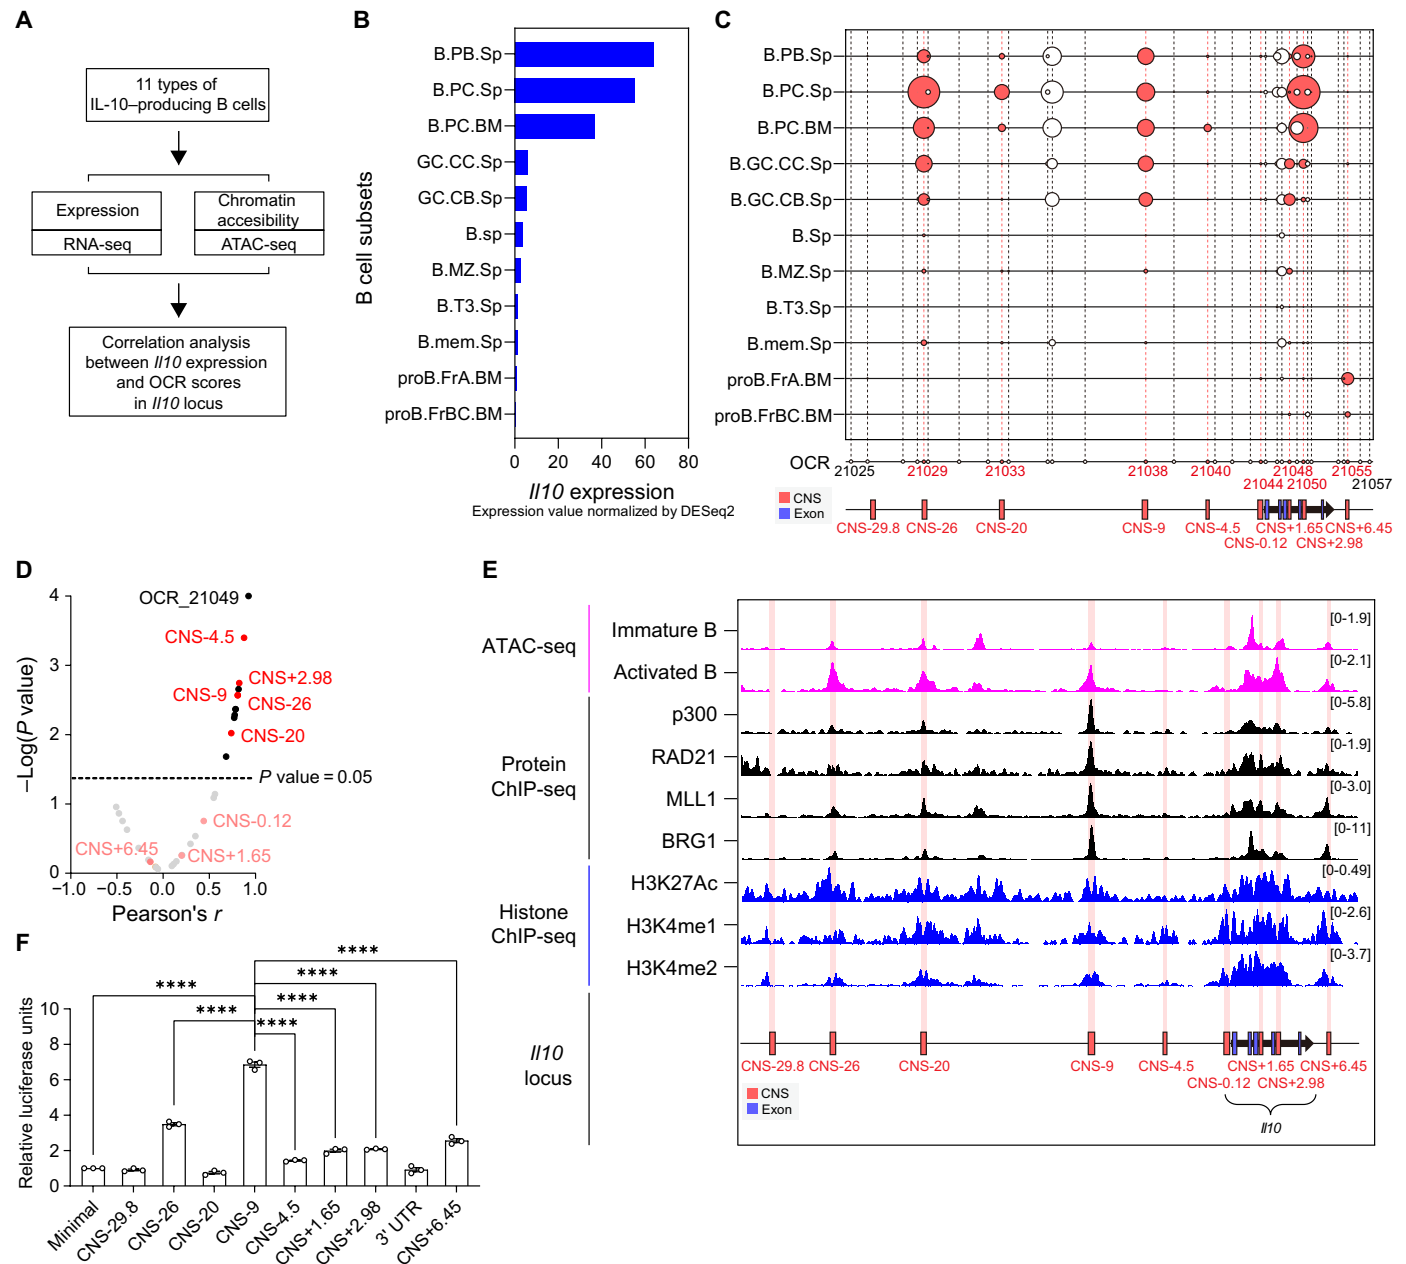 A
11 types of
IL-10–producing B cells
Expression
RNA-seq
Chromatin
accesibility
ATAC-seq
Correlation analysis
between Il10 expression
and OCR scores
in Il10 locus
B
B cell subsets
B.PB.Sp
B.PC.Sp
B.PC.BM
GC.CC.Sp
GC.CB.Sp
B.sp
B.MZ.Sp
B.T3.Sp
B.mem.Sp
proB.FrA.BM
proB.FrBC.BM
0 20 40 60 80
Il10 expression
Expression value normalized by DESeq2
C
B.PB.Sp
B.PC.Sp
B.PC.BM
B.GC.CC.Sp
B.GC.CB.Sp
B.Sp
B.MZ.Sp
B.T3.Sp
B.mem.Sp
proB.FrA.BM
proB.FrBC.BM
OCR
21025 21029 21033 21038 21040 21048 21055
21044 21050 21057
CNS
Exon
CNS-29.8 CNS-26 CNS-20 CNS-9 CNS-4.5 CNS+1.65 CNS+6.45
CNS-0.12 CNS+2.98
D
–Log(P value)
4
3
2
1
0
OCR_21049
CNS-4.5
CNS+2.98
CNS-9
CNS-26
CNS-20
P value = 0.05
CNS-0.12
CNS+6.45
CNS+1.65
–1.0 –0.5 0.0 0.5 1.0
Pearson's r
E
ATAC-seq
Immature B [0-1.9]
Activated B [0-2.1]
Protein
ChIP-seq
p300 [0-5.8]
RAD21 [0-1.9]
MLL1 [0-3.0]
BRG1 [0-11]
Histone
ChIP-seq
H3K27Ac [0-0.49]
H3K4me1 [0-2.6]
H3K4me2 [0-3.7]
Il10
locus
CNS-29.8 CNS-26 CNS-20 CNS-9 CNS-4.5 CNS+1.65 CNS+6.45
CNS-0.12 CNS+2.98
CNS
Exon
Il10
F
Relative luciferase units
10
8
6
4
2
0
****
****
****
****
****
****
Minimal
CNS-29.8
CNS-26
CNS-20
CNS-9
CNS-4.5
CNS+1.65
CNS+2.98
3' UTR
CNS+6.45